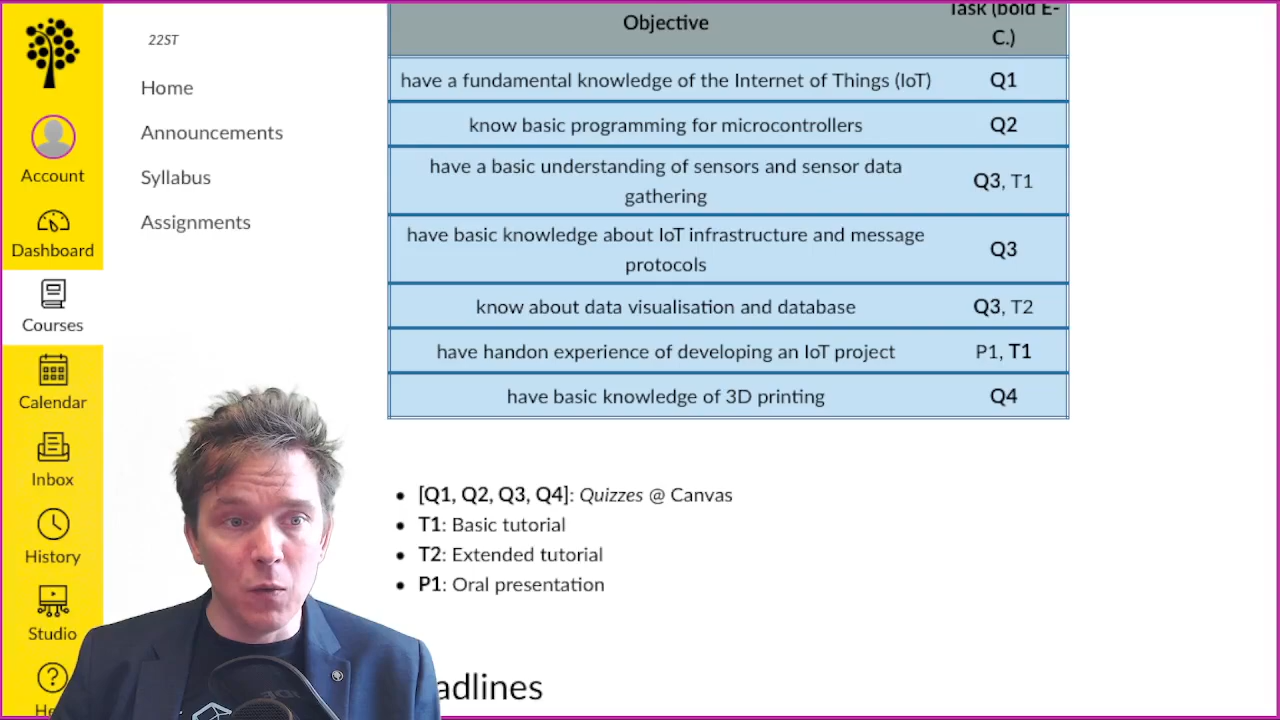 22ST
Home
Announcements
Syllabus
Assignments
Account
Dashboard
Courses
Calendar
Inbox
History
Studio
Objective
Task (bold E-
C.)
have a fundamental knowledge of the Internet of Things (IoT)
Q1
know basic programming for microcontrollers
Q2
have a basic understanding of sensors and sensor data
gathering
Q3, T1
have basic knowledge about IoT infrastructure and message
protocols
Q3
know about data visualisation and database
Q3, T2
have handon experience of developing an IoT project
P1, T1
have basic knowledge of 3D printing
Q4
• [Q1, Q2, Q3, Q4]: Quizzes @ Canvas
• T1: Basic tutorial
• T2: Extended tutorial
• P1: Oral presentation
adlines